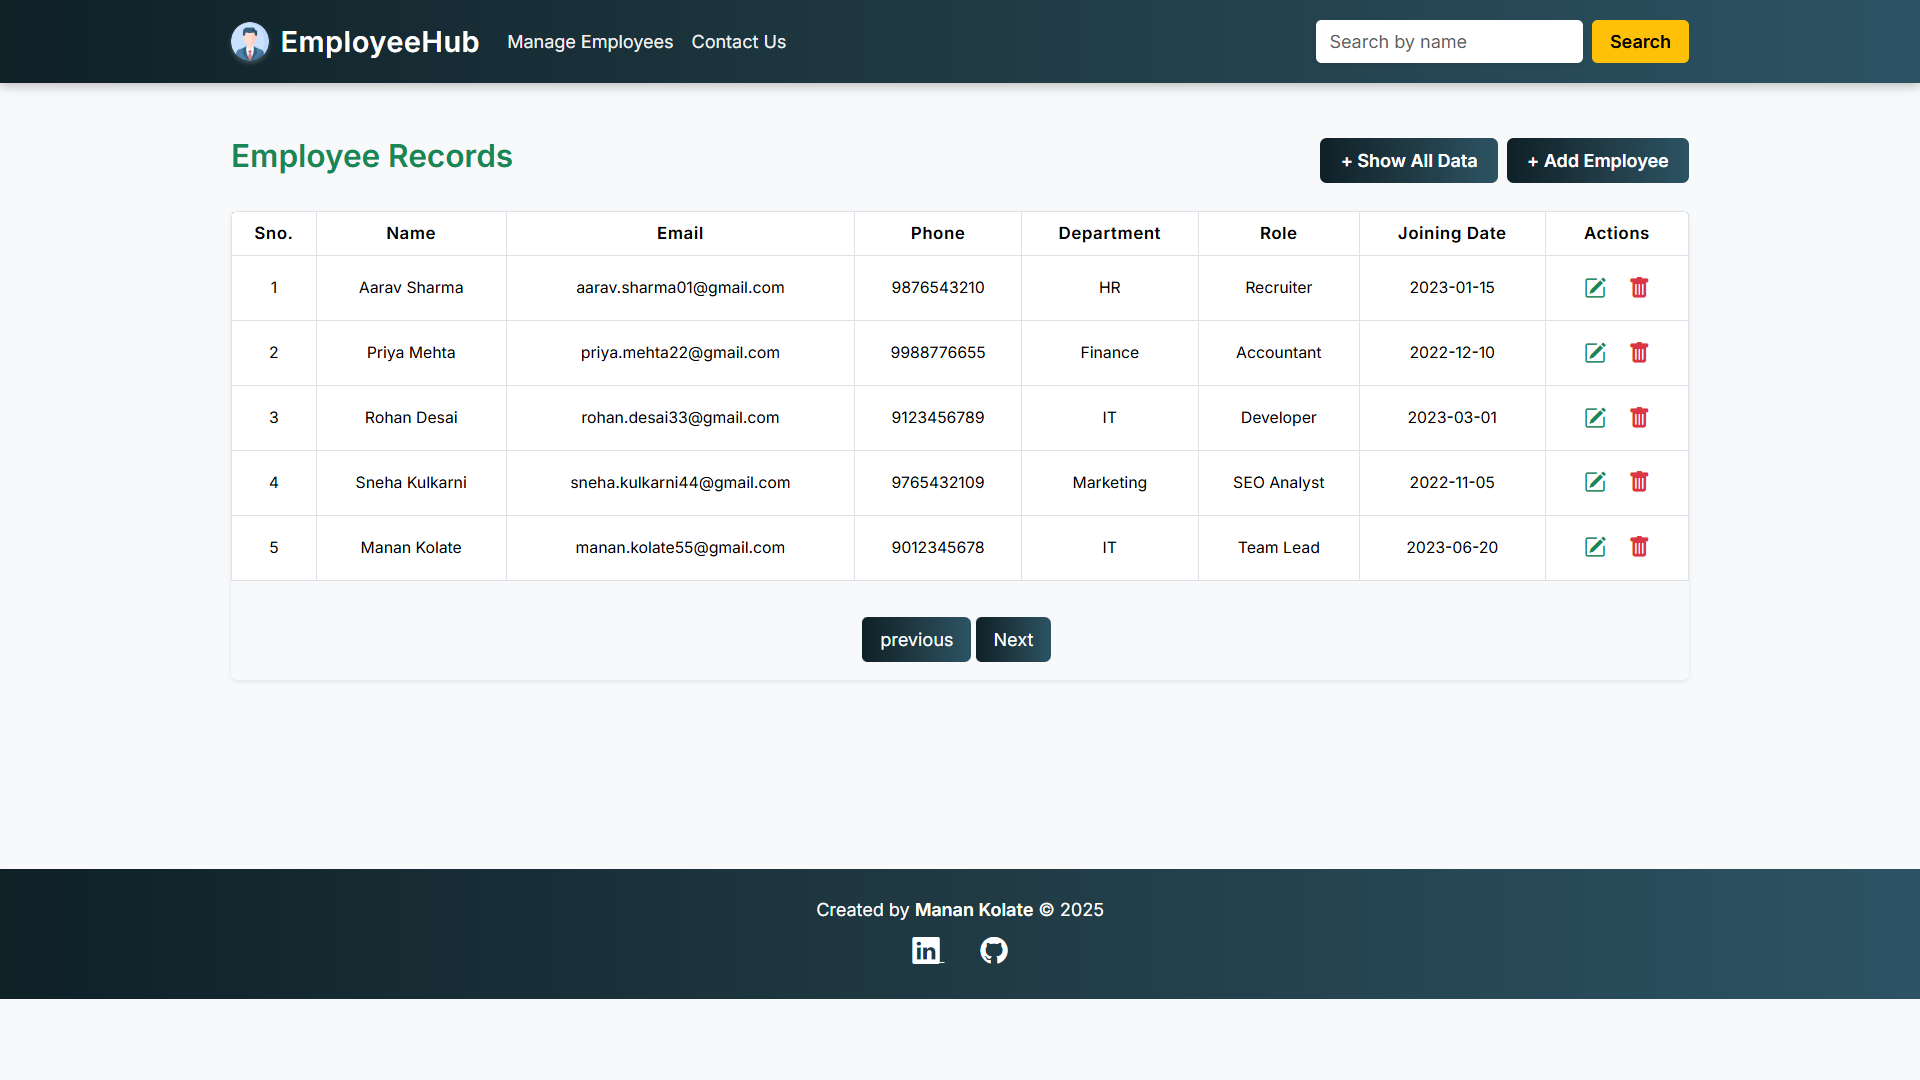 EmployeeHub Manage Employees Contact Us Search by name Search
Employee Records + Show All Data + Add Employee
Sno. Name Email Phone Department Role Joining Date Actions
1 Aarav Sharma aarav.sharma01@gmail.com 9876543210 HR Recruiter 2023-01-15
2 Priya Mehta priya.mehta22@gmail.com 9988776655 Finance Accountant 2022-12-10
3 Rohan Desai rohan.desai33@gmail.com 9123456789 IT Developer 2023-03-01
4 Sneha Kulkarni sneha.kulkarni44@gmail.com 9765432109 Marketing SEO Analyst 2022-11-05
5 Manan Kolate manan.kolate55@gmail.com 9012345678 IT Team Lead 2023-06-20
previous Next
Created by Manan Kolate © 2025
in